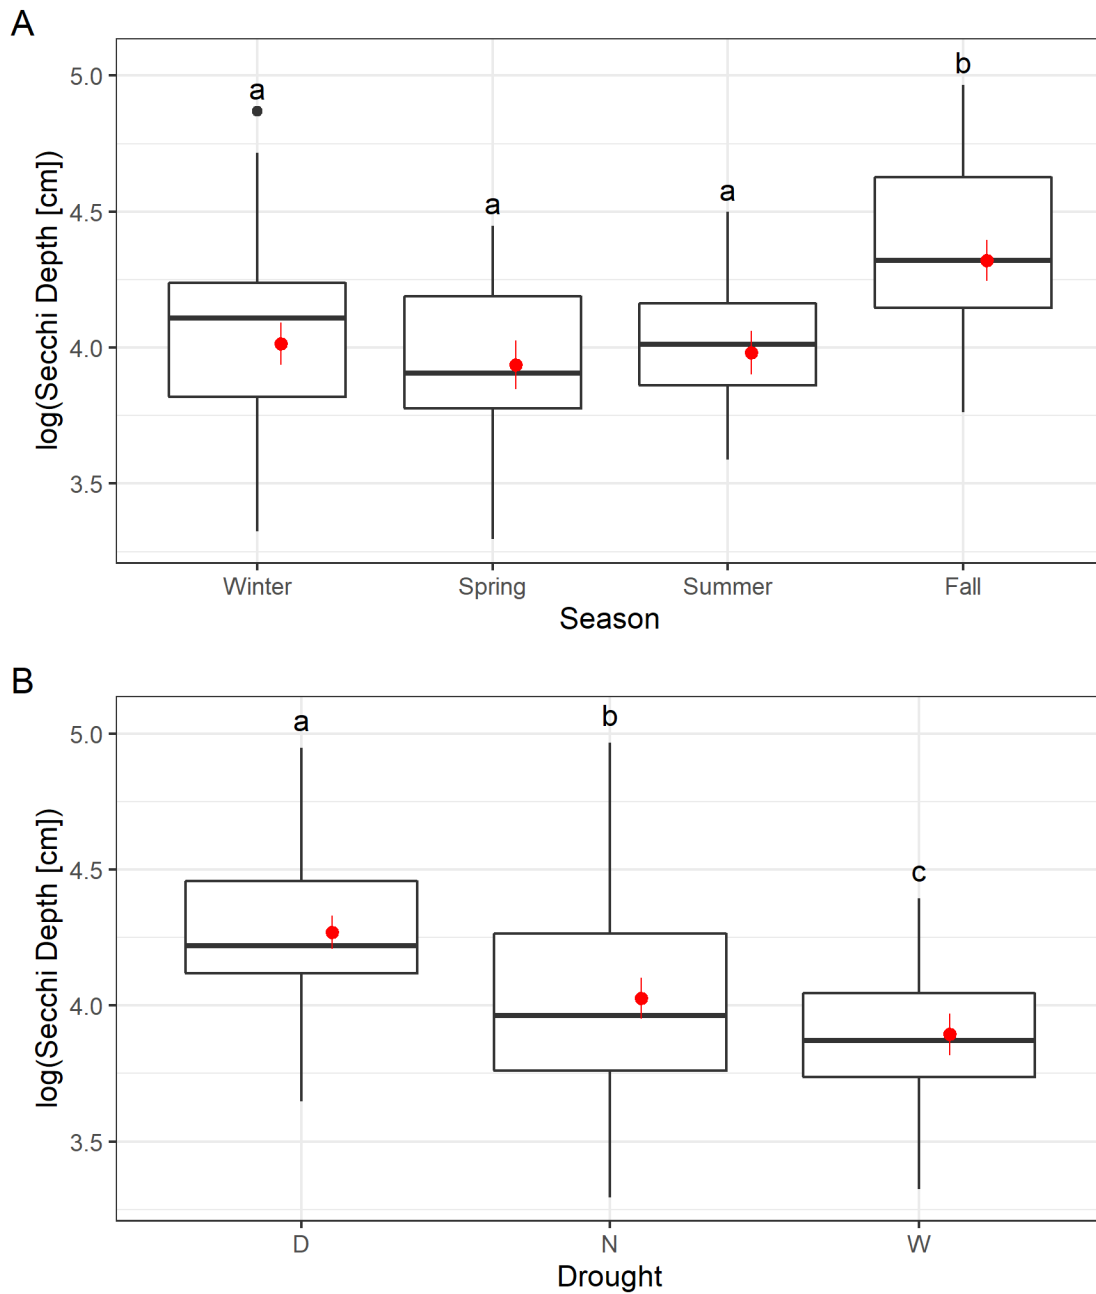 A
log(Secchi Depth [cm])
5.0
4.5
4.0
3.5
a
a
a
b
Winter Spring Summer Fall
Season
B
log(Secchi Depth [cm])
5.0
4.5
4.0
3.5
a
b
c
D N W
Drought